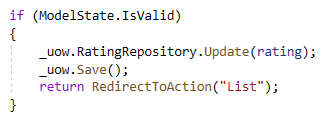 if (ModelState.IsValid)
{
    _uow.RatingRepository.Update(rating);
    _uow.Save();
    return RedirectToAction("List");
}